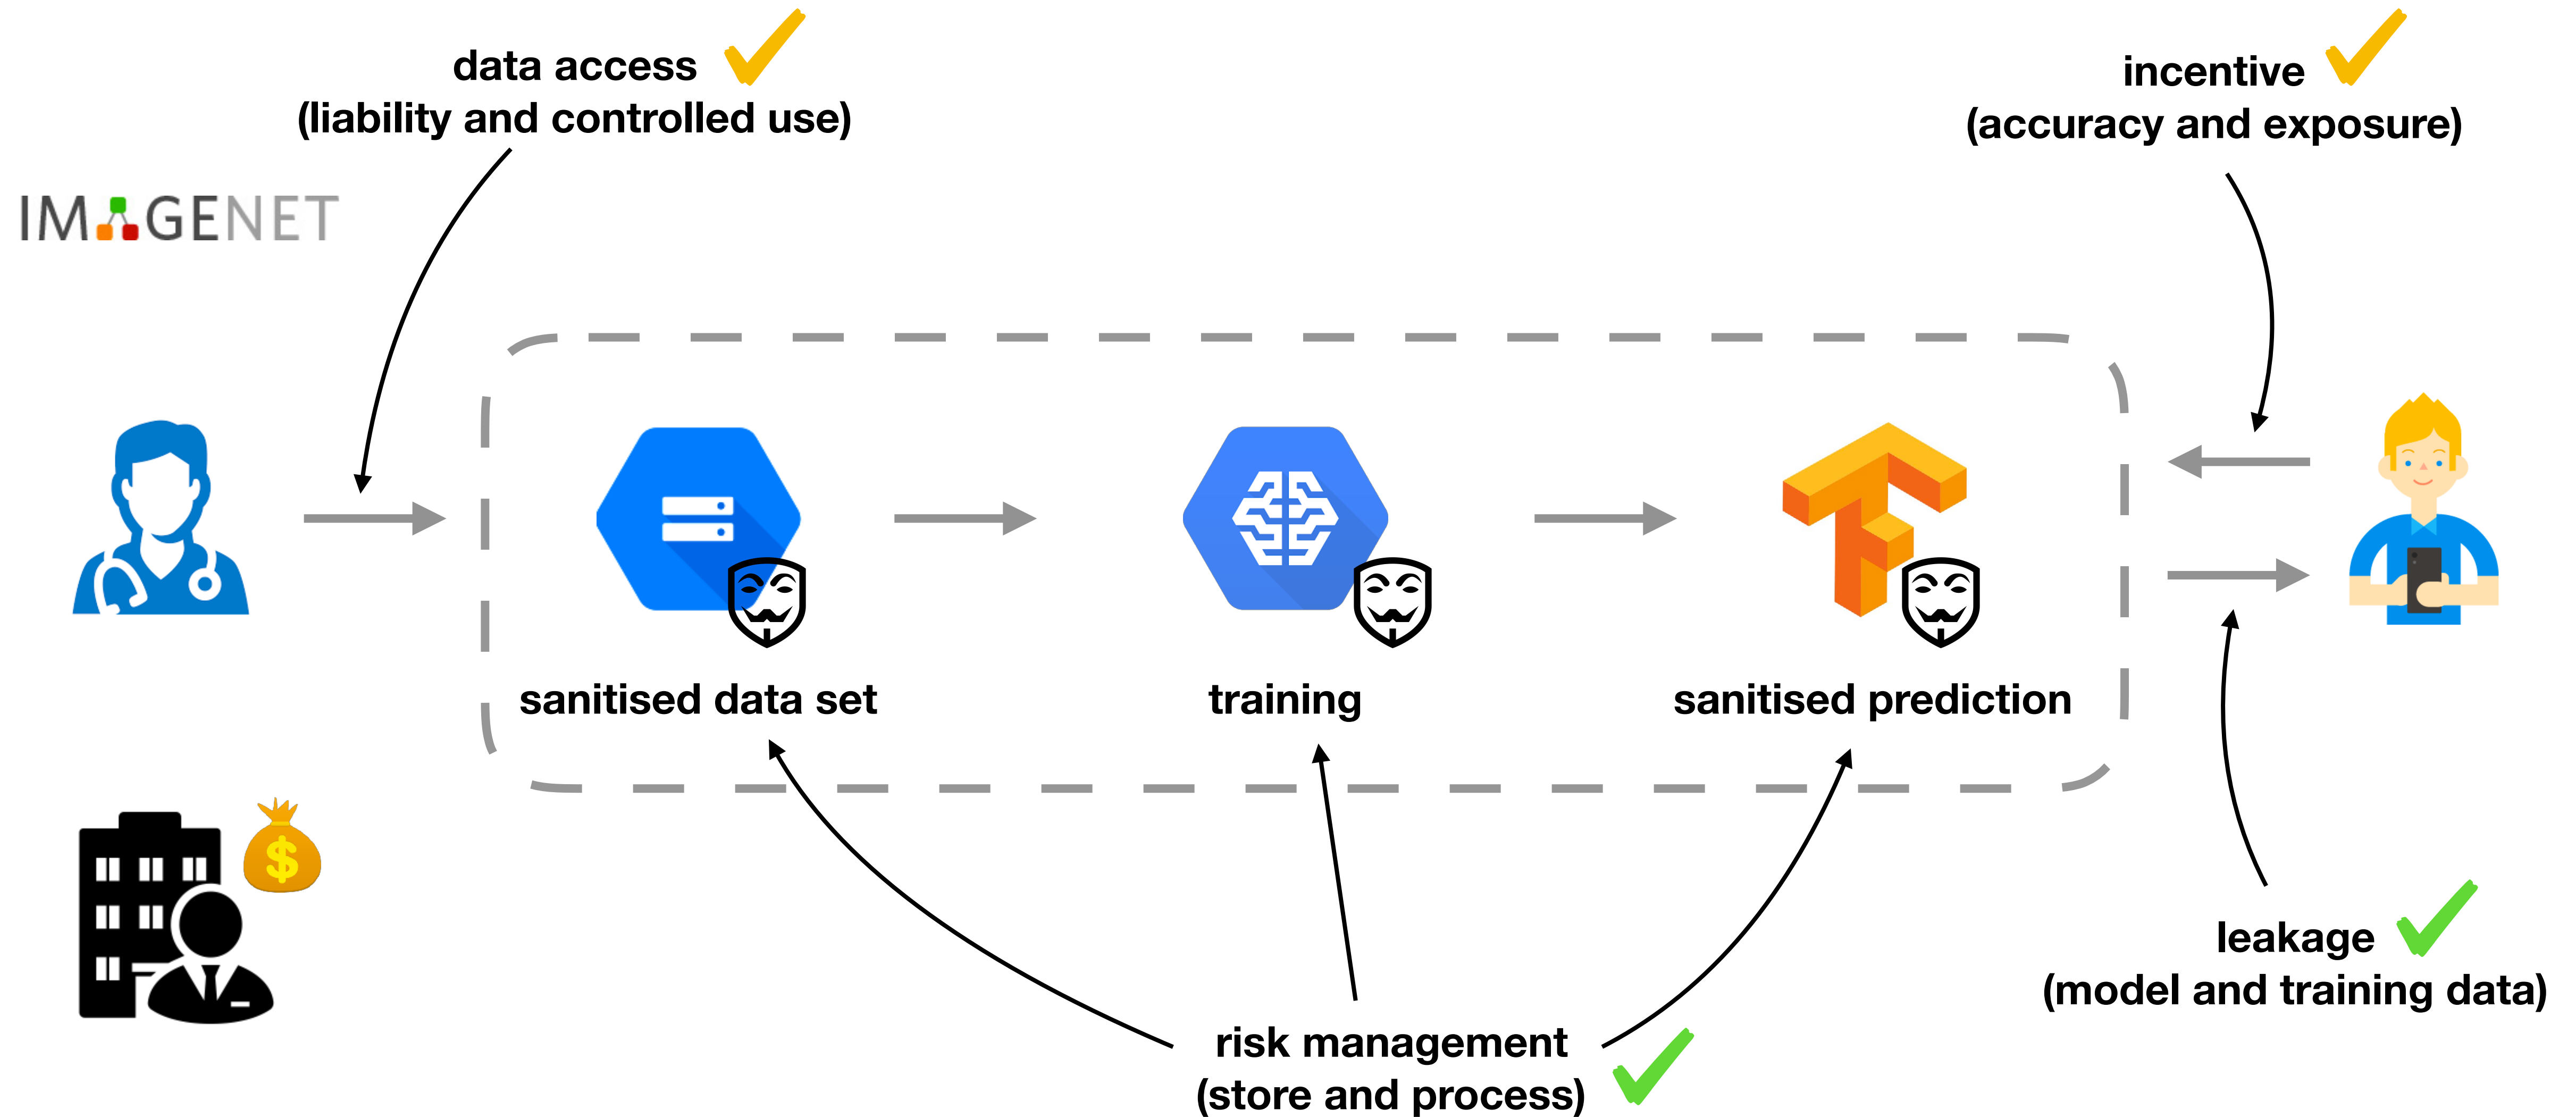 data access
(liability and controlled use)
incentive
(accuracy and exposure)
IMAGENET
sanitised data set
training
sanitised prediction
$
leakage
(model and training data)
risk management
(store and process)